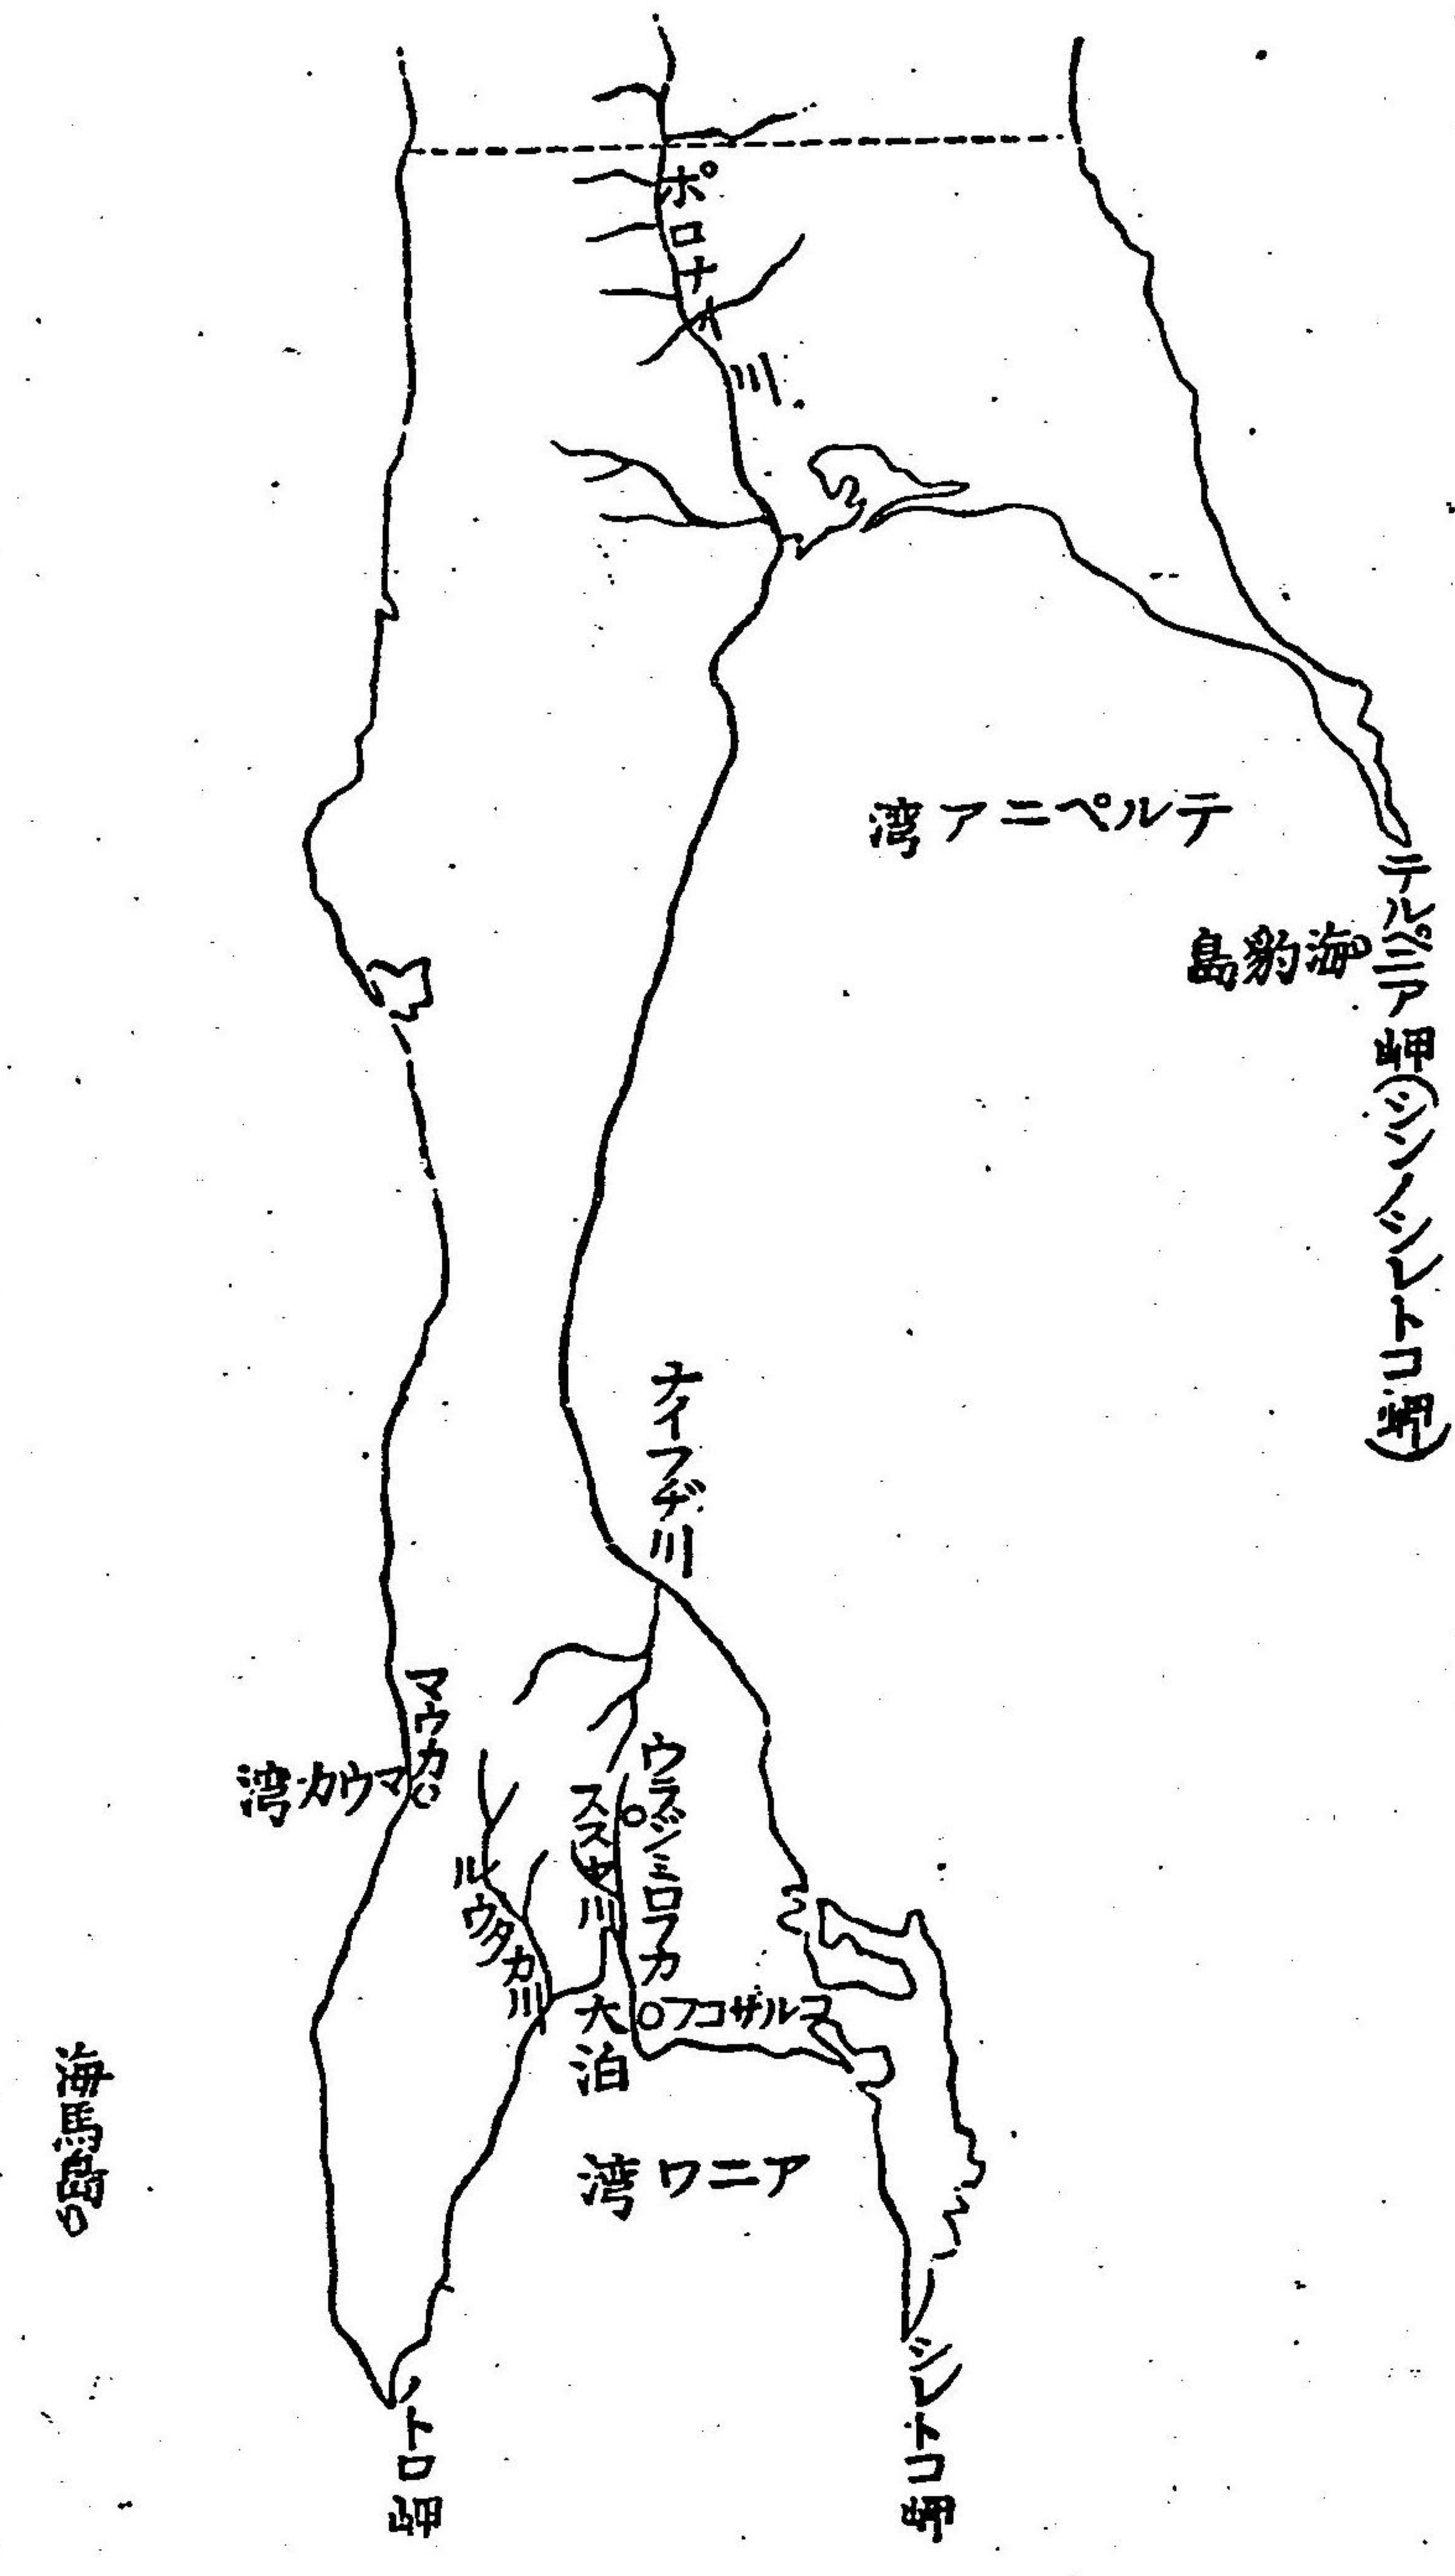 ポロナイ川
テルペニア湾
海豹島
テルペニア岬(シンノシレトコ岬)
ナイフヂ川
マウカ
マウカ湾
ススヤ川
ウラジミロフカ
ルウタカ川
大泊
コルサコフ
アニワ湾
海馬島
ノトロ岬
シレトコ岬